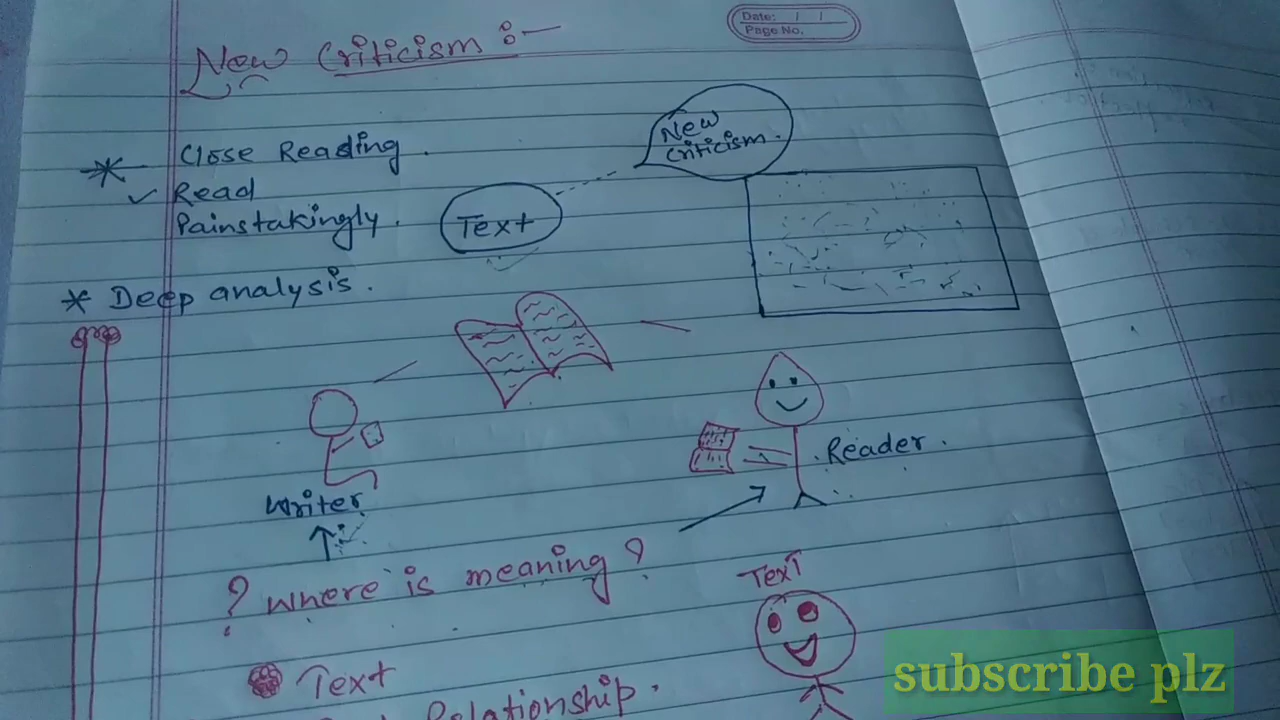 Date: / /
Page No.
New Criticism :-
* Close Reading.
✓ Read
Painstakingly.
Text
New
Criticism.
* Deep analysis.
Reader.
Writer
? Where is meaning?
Text
Text
Relationship.
subscribe plz